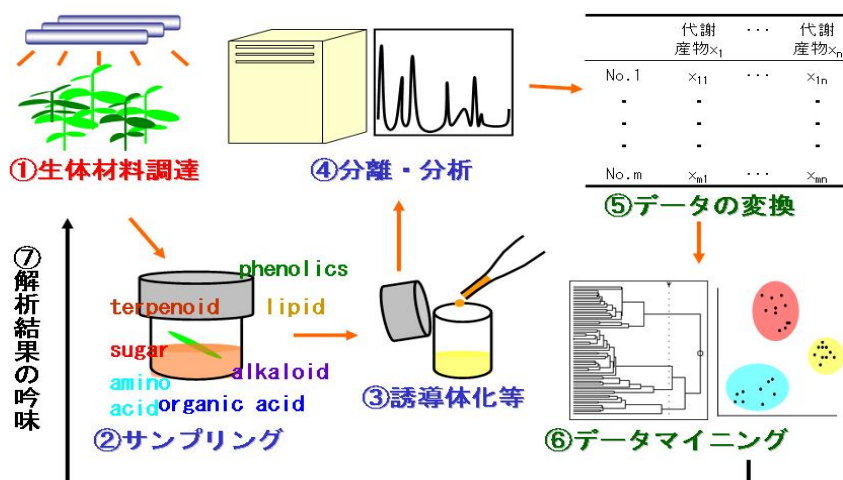 ①生体材料調達
phenolics
terpenoid
lipid
sugar
alkaloid
amino
acid
organic acid
②サンプリング
③誘導体化等
④分離・分析
代謝 ··· 代謝
産物x₁ 産物xₙ
No.1 x₁₁ ··· x₁ₙ
- - -
- - -
- - -
No.m xₘ₁ ··· xₘₙ
⑤データの変換
⑥データマイニング
⑦解析結果の吟味